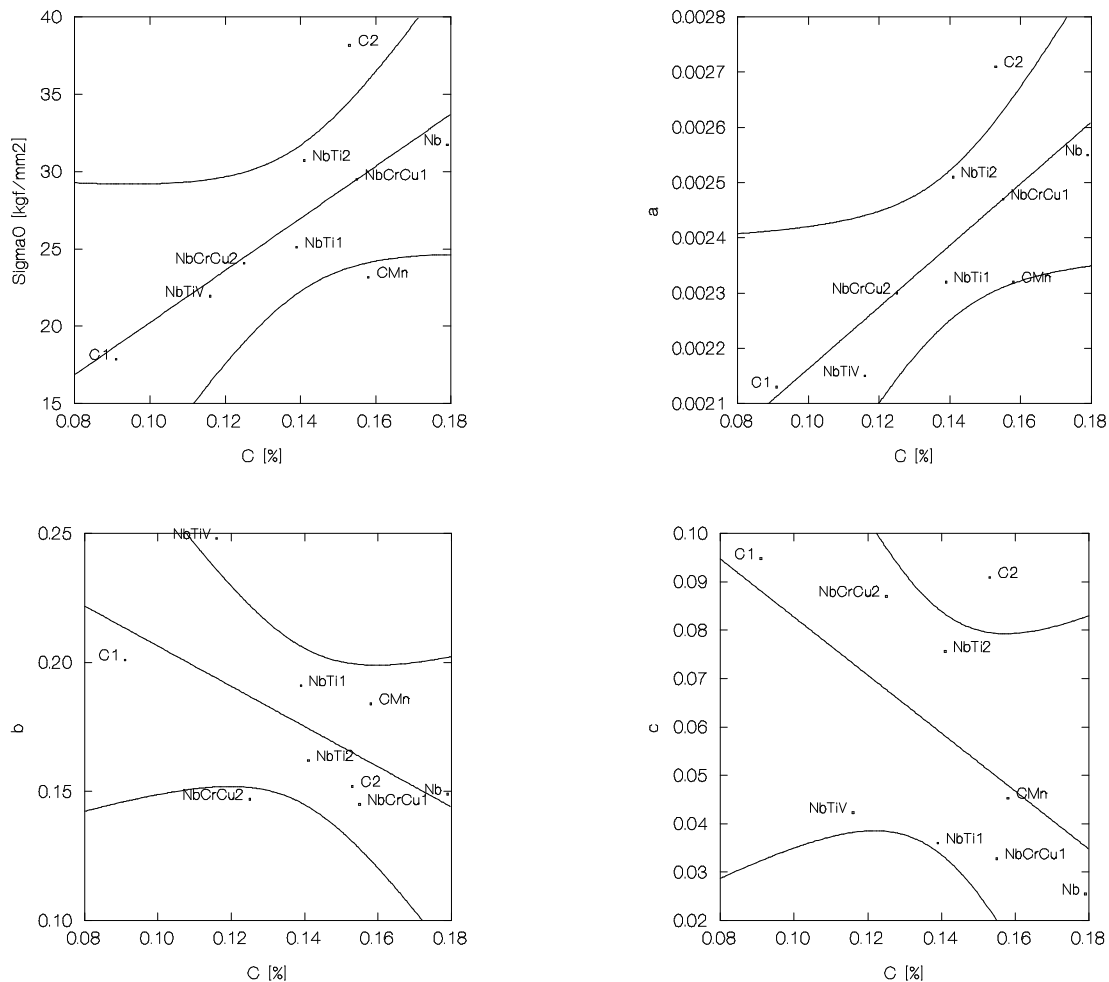 40
35
30
25
20
15
Sigma0 [kgf/mm2]
C2
Nb
NbTi2
NbCrCu1
NbTi1
NbCrCu2
CMn
NbTiV
C1
0.08 0.10 0.12 0.14 0.16 0.18
C [%]
0.0028
0.0027
0.0026
0.0025
0.0024
0.0023
0.0022
0.0021
a
C2
Nb
NbTi2
NbCrCu1
NbTi1
CMn
NbCrCu2
NbTiV
C1
0.08 0.10 0.12 0.14 0.16 0.18
C [%]
0.25
0.20
0.15
0.10
b
NbTiV
C1
NbTi1
CMn
NbTi2
C2
Nb
NbCrCu2
NbCrCu1
0.08 0.10 0.12 0.14 0.16 0.18
C [%]
0.10
0.09
0.08
0.07
0.06
0.05
0.04
0.03
0.02
c
C1
C2
NbCrCu2
NbTi2
CMn
NbTiV
NbTi1
NbCrCu1
Nb
0.08 0.10 0.12 0.14 0.16 0.18
C [%]